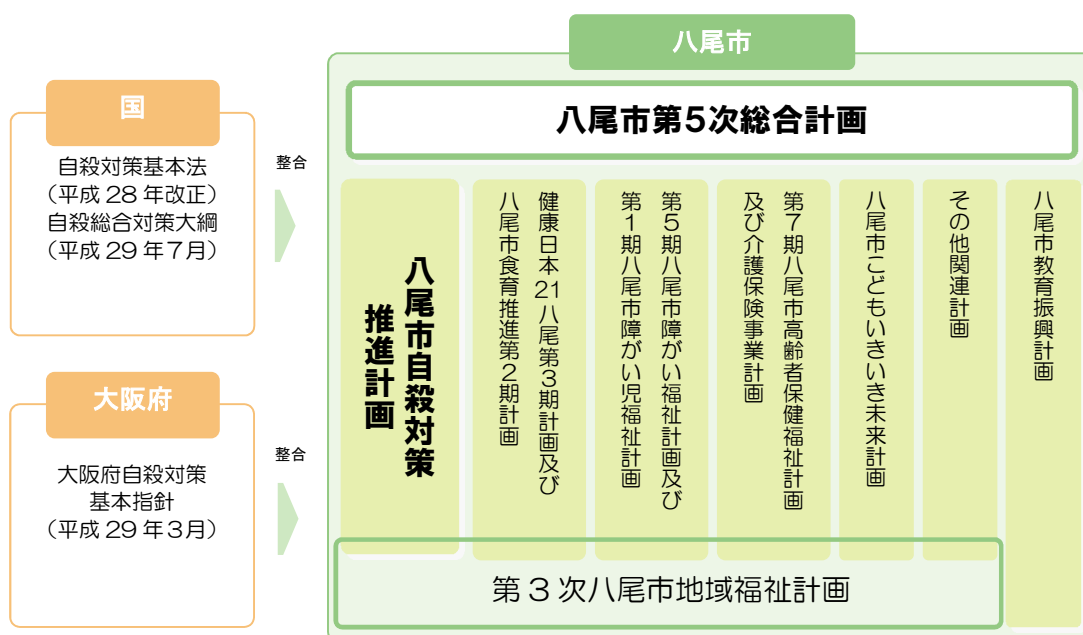 国
自殺対策基本法
（平成 28 年改正）
自殺総合対策大綱
（平成 29 年７月）
整合
大阪府
大阪府自殺対策
基本指針
（平成 29 年３月）
整合
八尾市
八尾市第5次総合計画
八尾市自殺対策
推進計画
健康日本21八尾第３期計画及び
八尾市食育推進第２期計画
第５期八尾市障がい福祉計画及び
第１期八尾市障がい児福祉計画
第７期八尾市高齢者保健福祉計画
及び介護保険事業計画
八尾市こどもいきいき未来計画
その他関連計画
八尾市教育振興計画
第３次八尾市地域福祉計画